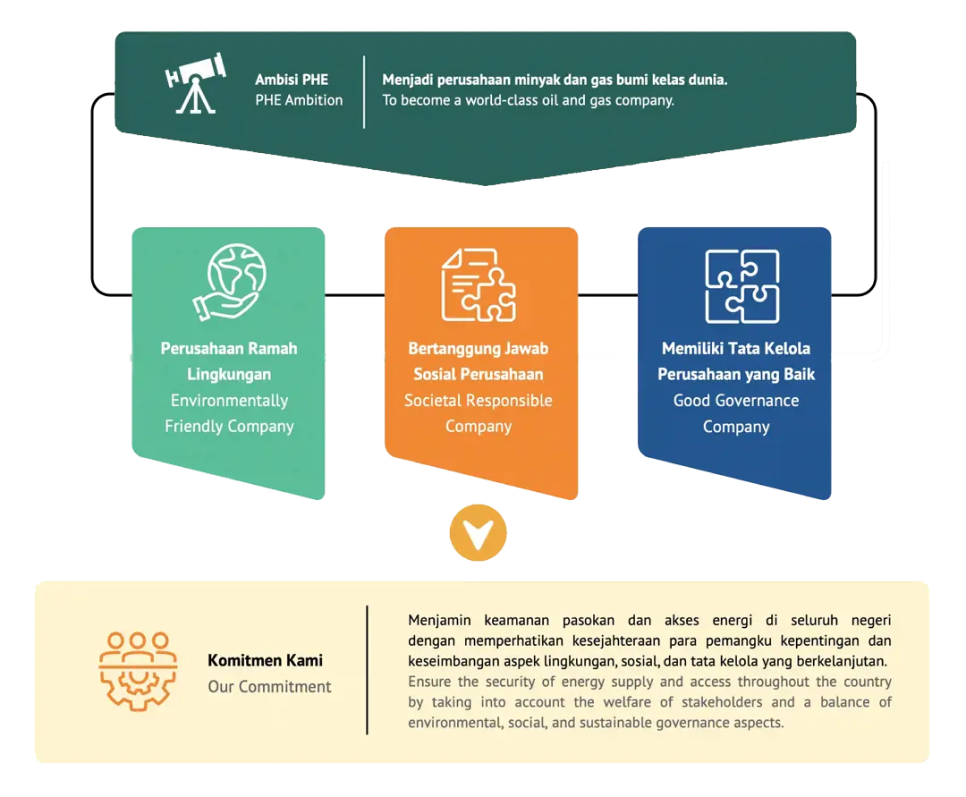 Ambisi PHE
PHE Ambition
Menjadi perusahaan minyak dan gas bumi kelas dunia.
To become a world-class oil and gas company.
Perusahaan Ramah
Lingkungan
Environmentally
Friendly Company
Bertanggung Jawab
Sosial Perusahaan
Societal Responsible
Company
Memiliki Tata Kelola
Perusahaan yang Baik
Good Governance
Company
Komitmen Kami
Our Commitment
Menjamin keamanan pasokan dan akses energi di seluruh negeri
dengan memperhatikan kesejahteraan para pemangku kepentingan dan
keseimbangan aspek lingkungan, sosial, dan tata kelola yang berkelanjutan.
Ensure the security of energy supply and access throughout the country
by taking into account the welfare of stakeholders and a balance of
environmental, social, and sustainable governance aspects.